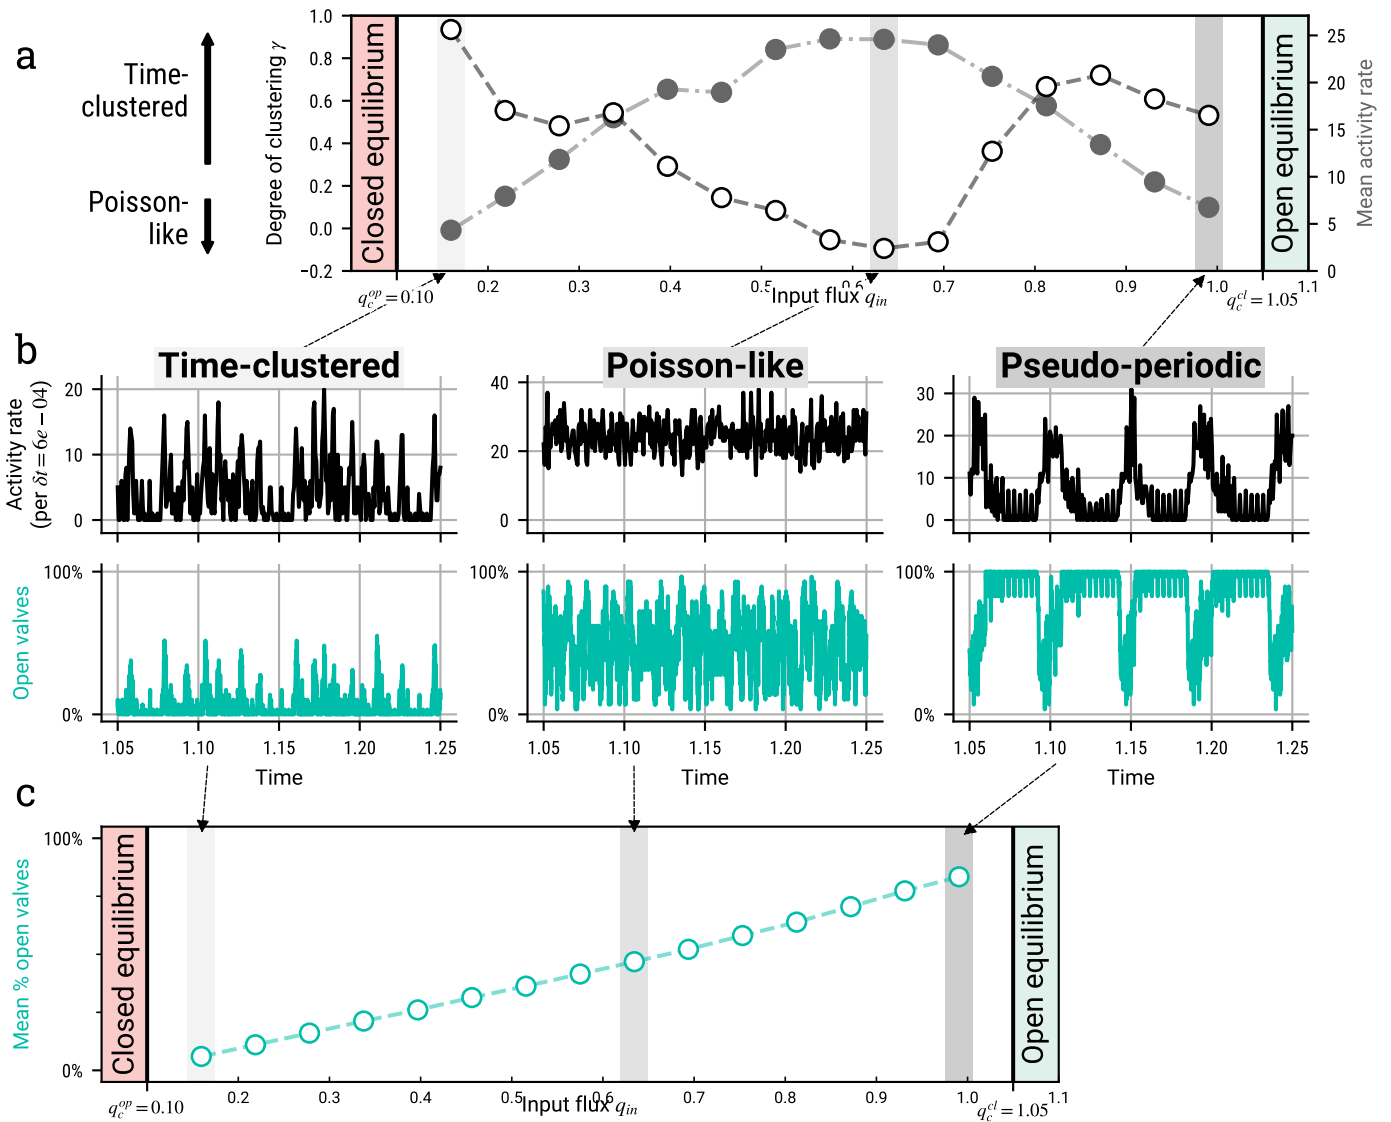 a
Time-
clustered
Poisson-
like
Degree of clustering γ
1.0
0.8
0.6
0.4
0.2
0.0
−0.2
Closed equilibrium
Open equilibrium
25
20
15
10
5
0
Mean activity rate
q_c^op = 0.10
0.2
0.3
0.4
0.5
0.6
0.7
0.8
0.9
1.0
1.1
Input flux q_in
q_c^cl = 1.05
b
Time-clustered
Poisson-like
Pseudo-periodic
Activity rate
(per δt = 6e − 04)
20
10
0
40
20
0
30
20
10
0
Open valves
100%
0%
100%
0%
100%
0%
1.05 1.10 1.15 1.20 1.25
1.05 1.10 1.15 1.20 1.25
1.05 1.10 1.15 1.20 1.25
Time
Time
Time
c
Mean % open valves
100%
0%
Closed equilibrium
Open equilibrium
q_c^op = 0.10
0.2
0.3
0.4
0.5
0.6
0.7
0.8
0.9
1.0
1.1
Input flux q_in
q_c^cl = 1.05